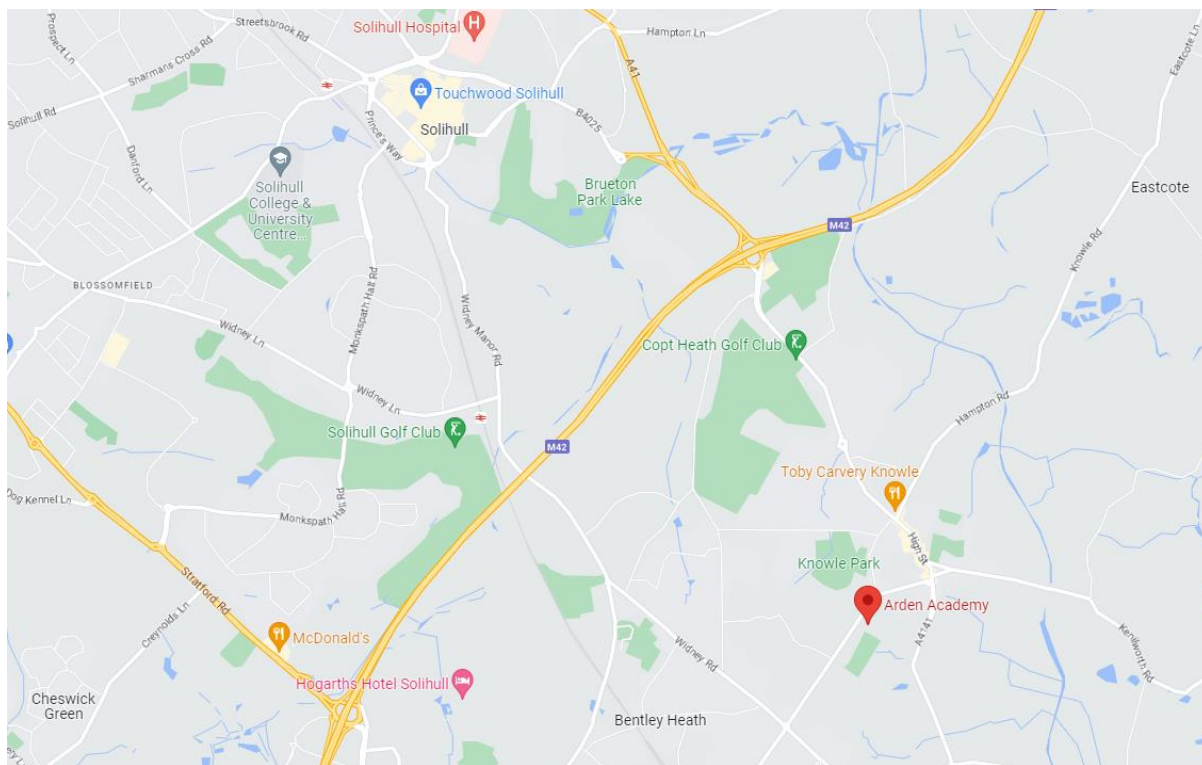 Prospect Ln
Streetsbrook Rd
Solihull Hospital
H
Hampton Ln
Eastcote Ln
Sharmans Cross Rd
A41
Touchwood Solihull
Solihull Rd
Prince's Way
Solihull
B4025
Danford Ln
Solihull
College &
University
Centre...
Brueton
Park Lake
Eastcote
M42
Knowle Rd
BLOSSOMFIELD
Monkspath Hall Rd
Widney Manor Rd
Widney Ln
Copt Heath Golf Club
Widney Ln
Hampton Rd
Solihull Golf Club
M42
Toby Carvery Knowle
Dog Kennel Ln
Monkspath Hall Rd
High St
Knowle Park
Stratford Rd
Arden Academy
Creynolds Ln
McDonald's
Widney Rd
A4141
Kenilworth Rd
Hogarths Hotel Solihull
Cheswick
Green
Bentley Heath